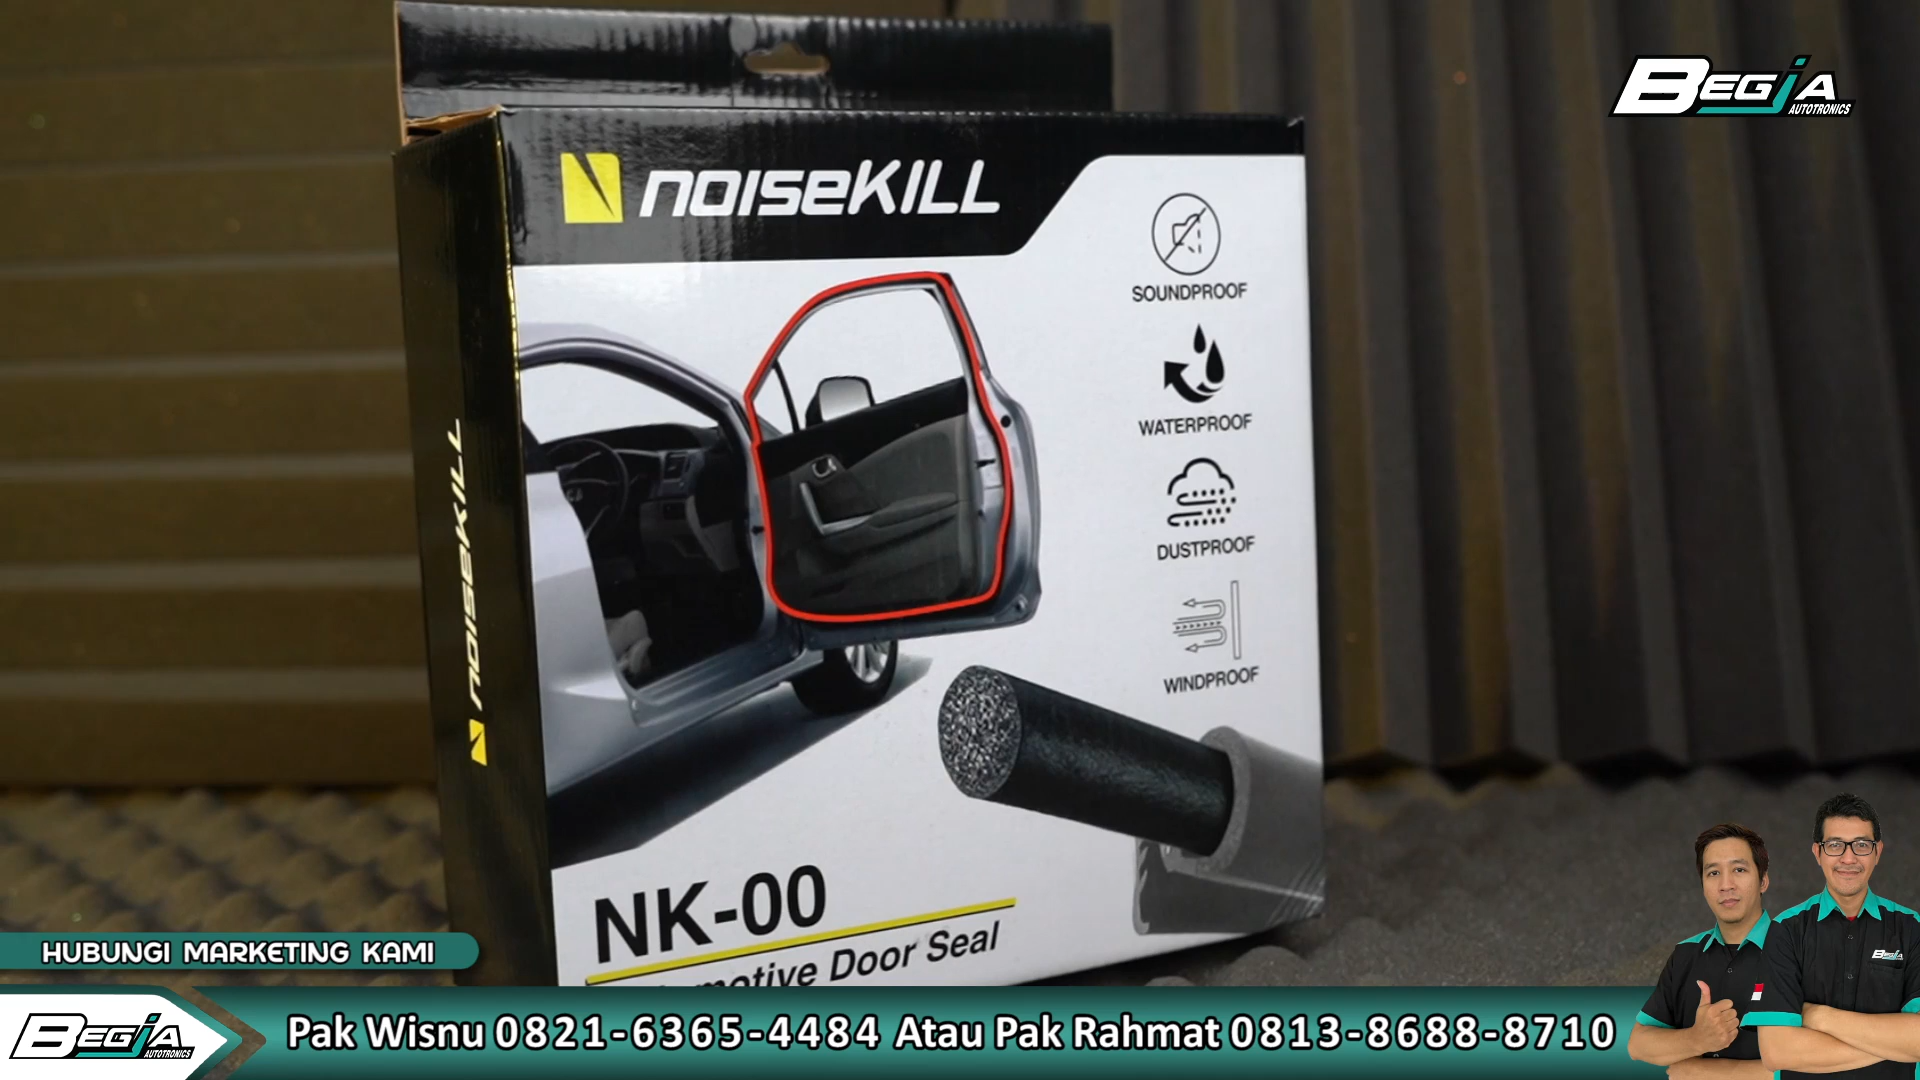 BEGJA
AUTOTRONICS
NOISEKILL
SOUNDPROOF
WATERPROOF
DUSTPROOF
WINDPROOF
NOISEKILL
NK-00
Door Seal
HUBUNGI MARKETING KAMI
BEGJA
AUTOTRONICS
Pak Wisnu 0821-6365-4484 Atau Pak Rahmat 0813-8688-8710
BEGJA